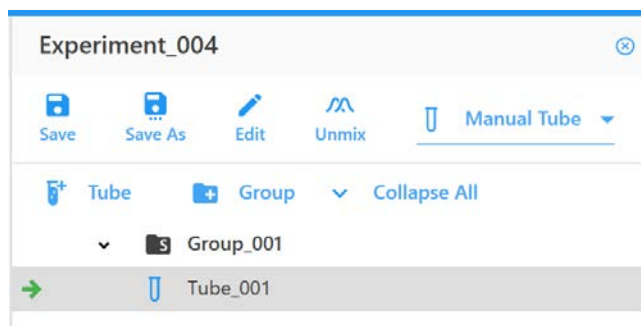 Experiment_004
Save Save As Edit Unmix Manual Tube
Tube Group Collapse All
S Group_001
Tube_001